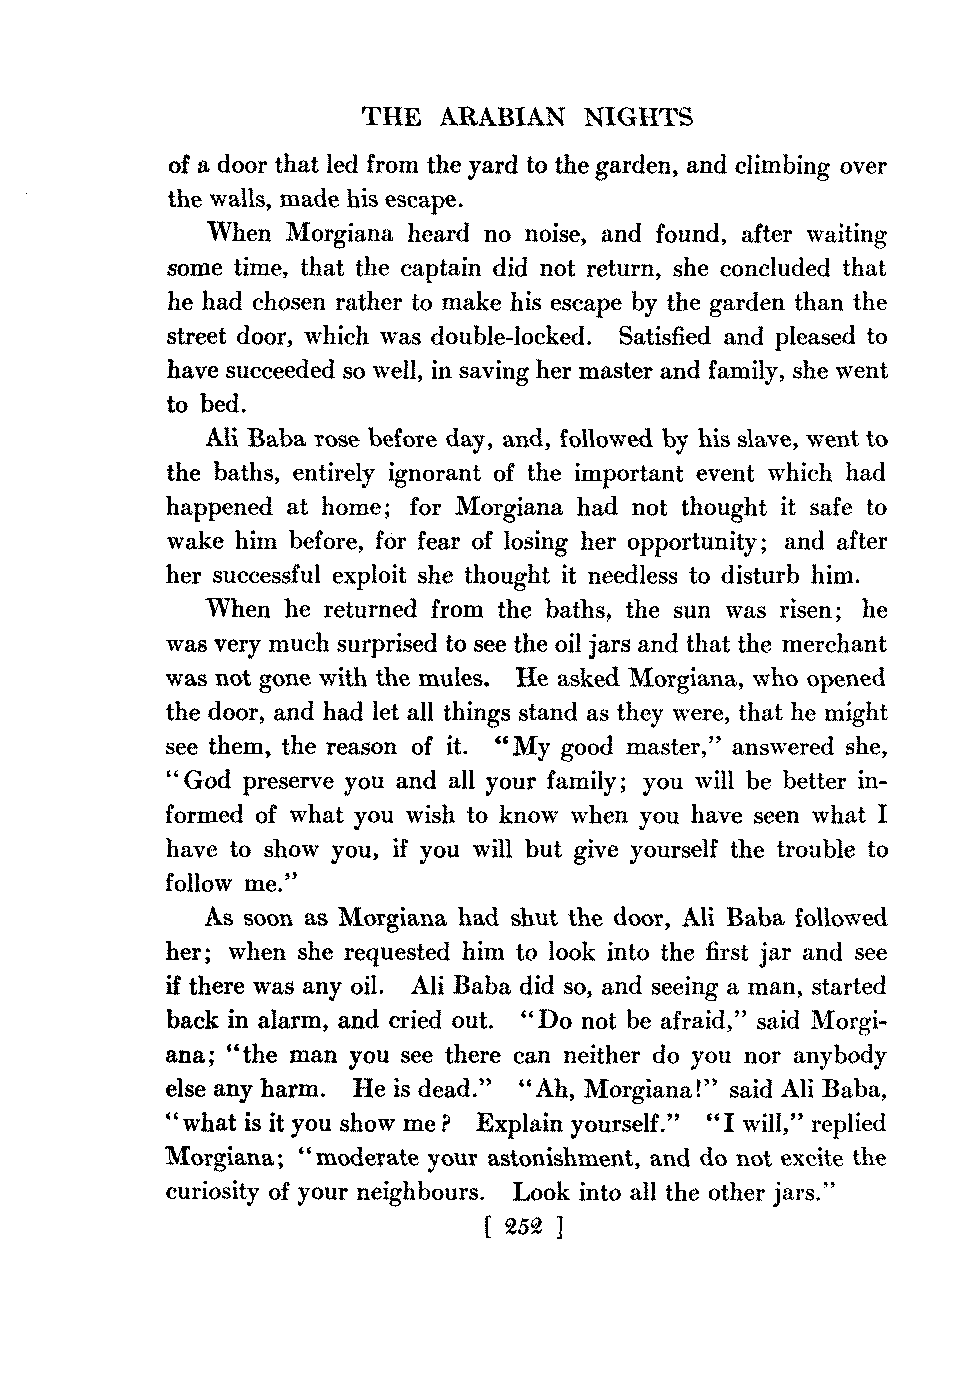 THE ARABIAN NIGHTS
of a door that led from the yard to the garden, and climbing over
the walls, made his escape.
When Morgiana heard no noise, and found, after waiting
some time, that the captain did not return, she concluded that
he had chosen rather to make his escape by the garden than the
street door, which was double-locked. Satisfied and pleased to
have succeeded so well, in saving her master and family, she went
to bed.
Ali Baba rose before day, and, followed by his slave, went to
the baths, entirely ignorant of the important event which had
happened at home; for Morgiana had not thought it safe to
wake him before, for fear of losing her opportunity; and after
her successful exploit she thought it needless to disturb him.
When he returned from the baths, the sun was risen; he
was very much surprised to see the oil jars and that the merchant
was not gone with the mules. He asked Morgiana, who opened
the door, and had let all things stand as they were, that he might
see them, the reason of it. “My good master,” answered she,
“God preserve you and all your family; you will be better in-
formed of what you wish to know when you have seen what I
have to show you, if you will but give yourself the trouble to
follow me.”
As soon as Morgiana had shut the door, Ali Baba followed
her; when she requested him to look into the first jar and see
if there was any oil. Ali Baba did so, and seeing a man, started
back in alarm, and cried out. “Do not be afraid,” said Morgi-
ana; “the man you see there can neither do you nor anybody
else any harm. He is dead.” “Ah, Morgiana!” said Ali Baba,
“what is it you show me? Explain yourself.” “I will,” replied
Morgiana; “moderate your astonishment, and do not excite the
curiosity of your neighbours. Look into all the other jars.”
[ 252 ]